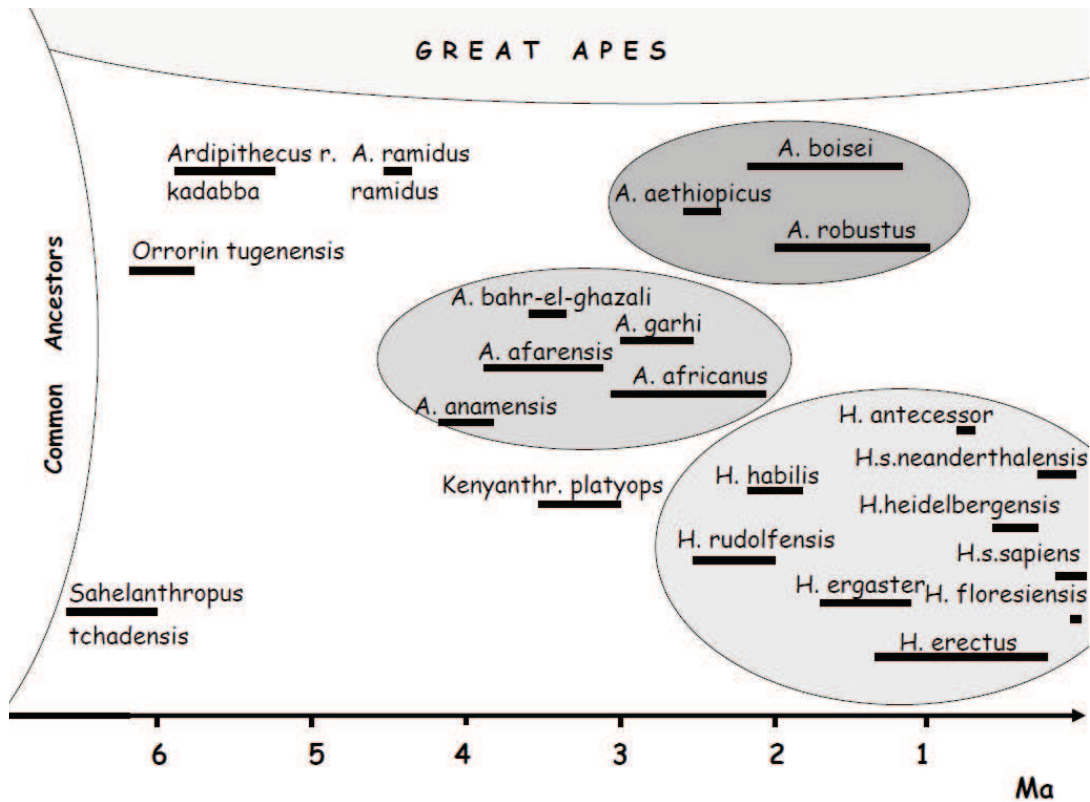 GREAT APES
Ardipithecus r.
kadabba
A. ramidus
ramidus
Orrorin tugenensis
Common Ancestors
A. boisei
A. aethiopicus
A. robustus
A. bahr-el-ghazali
A. garhi
A. afarensis
A. africanus
A. anamensis
Kenyanthr. platyops
H. antecessor
H.s.neanderthalensis
H. habilis
H.heidelbergensis
H. rudolfensis
H.s.sapiens
H. ergaster
H. floresiensis
H. erectus
Sahelanthropus
tchadensis
6 5 4 3 2 1
Ma